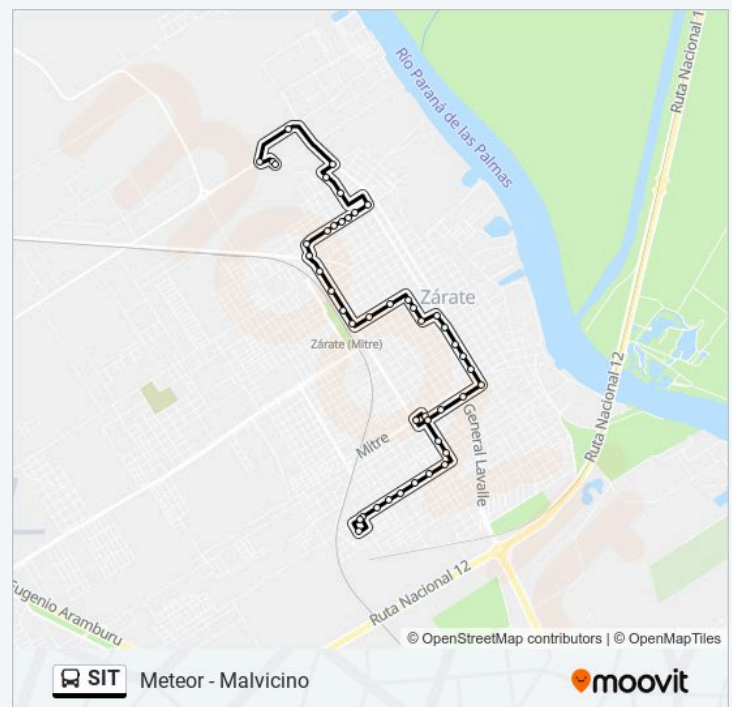 Ruta Nacional 1
Río Paraná de las Palmas
Zárate
Zárate (Mitre)
Ruta Nacional 12
Mitre
General Lavalle
Ruta Nacional 12
Eugenio Aramburu
© OpenStreetMap contributors | © OpenMapTiles
SIT Meteor - Malvicino moovit